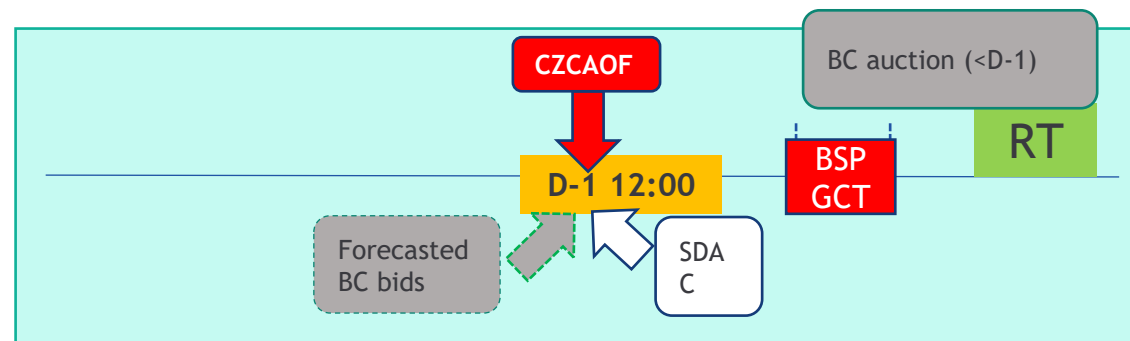 CZCAOF
BC auction (<D-1)
RT
BSP
GCT
D-1 12:00
Forecasted
BC bids
SDA
C